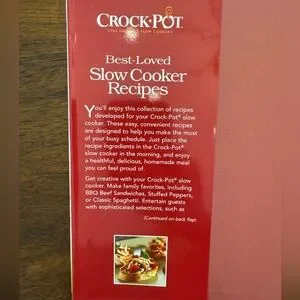 CROCK·POT®
THE ORIGINAL SLOW COOKER
Best-Loved
Slow Cooker
Recipes
You'll enjoy this collection of recipes
developed for your Crock-Pot® slow
cooker. These easy, convenient recipes
are designed to help you make the most
of your busy schedule. Just place the
recipe ingredients in the Crock-Pot®
slow cooker in the morning, and enjoy
a healthful, delicious, homemade meal
you can feel proud of.
Get creative with your Crock-Pot® slow
cooker. Make family favorites, including
BBQ Beef Sandwiches, Stuffed Peppers,
or Classic Spaghetti. Entertain guests
with sophisticated selections, such as
(Continued on back flap)